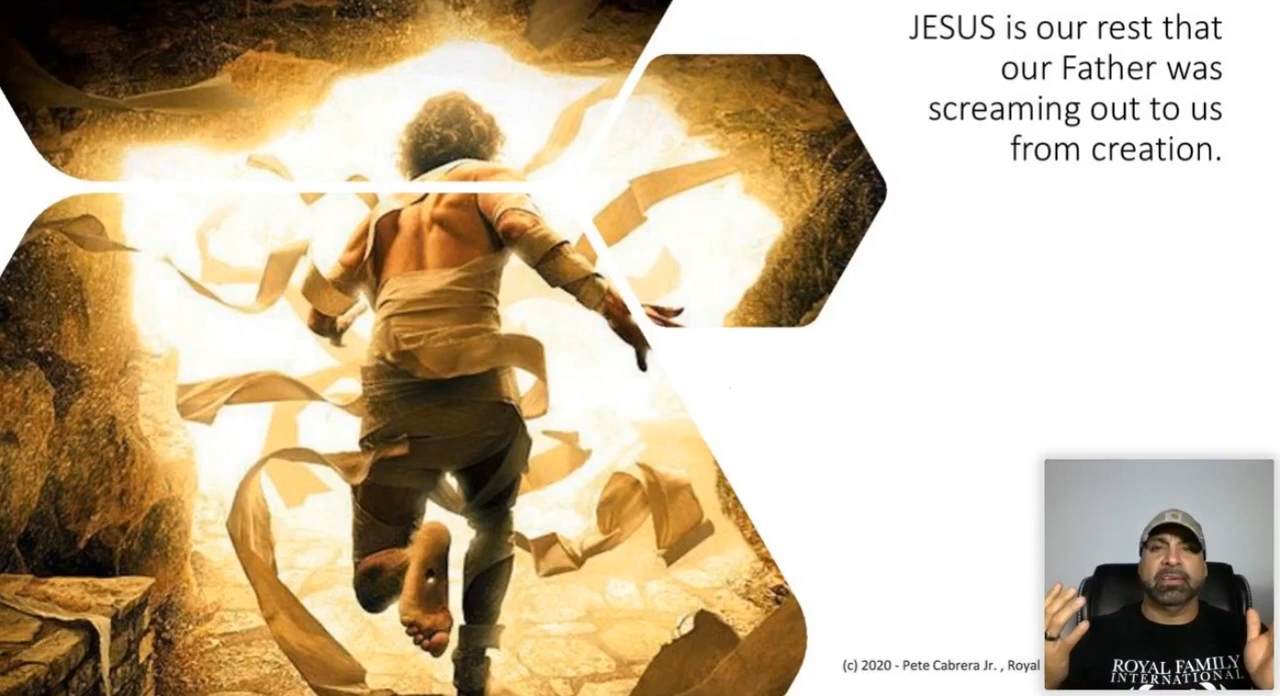 JESUS is our rest that
our Father was
screaming out to us
from creation.
(c) 2020 - Pete Cabrera Jr. , Royal
ROYAL FAMILY
INTERNATIONAL